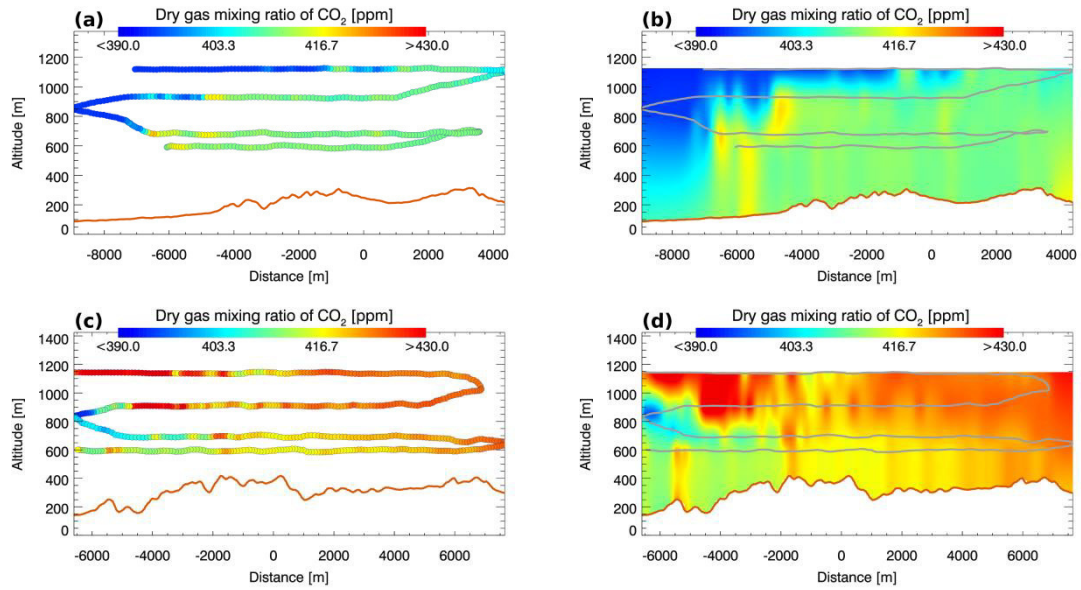 (a) Dry gas mixing ratio of CO₂ [ppm]
<390.0 403.3 416.7 >430.0
1200
1000
800
600
400
200
0
Altitude [m]
-8000 -6000 -4000 -2000 0 2000 4000
Distance [m]
(b) Dry gas mixing ratio of CO₂ [ppm]
<390.0 403.3 416.7 >430.0
1200
1000
800
600
400
200
0
Altitude [m]
-8000 -6000 -4000 -2000 0 2000 4000
Distance [m]
(c) Dry gas mixing ratio of CO₂ [ppm]
<390.0 403.3 416.7 >430.0
1400
1200
1000
800
600
400
200
0
Altitude [m]
-6000 -4000 -2000 0 2000 4000 6000
Distance [m]
(d) Dry gas mixing ratio of CO₂ [ppm]
<390.0 403.3 416.7 >430.0
1400
1200
1000
800
600
400
200
0
Altitude [m]
-6000 -4000 -2000 0 2000 4000 6000
Distance [m]